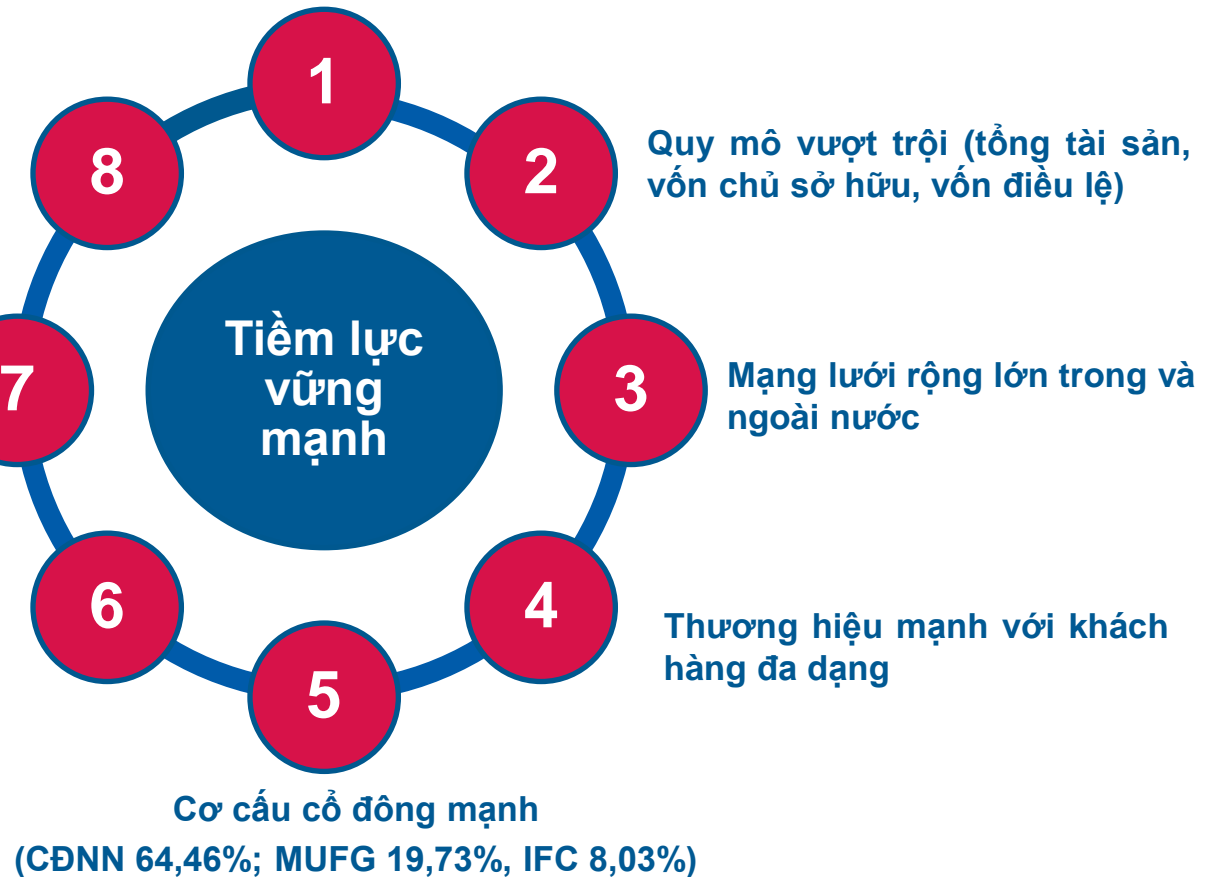 1
2
Quy mô vượt trội (tổng tài sản,
vốn chủ sở hữu, vốn điều lệ)
8
Tiềm lực
vững
mạnh
3
Mạng lưới rộng lớn trong và
ngoài nước
7
4
Thương hiệu mạnh với khách
hàng đa dạng
6
5
Cơ cấu cổ đông mạnh
(CĐNN 64,46%; MUFG 19,73%, IFC 8,03%)